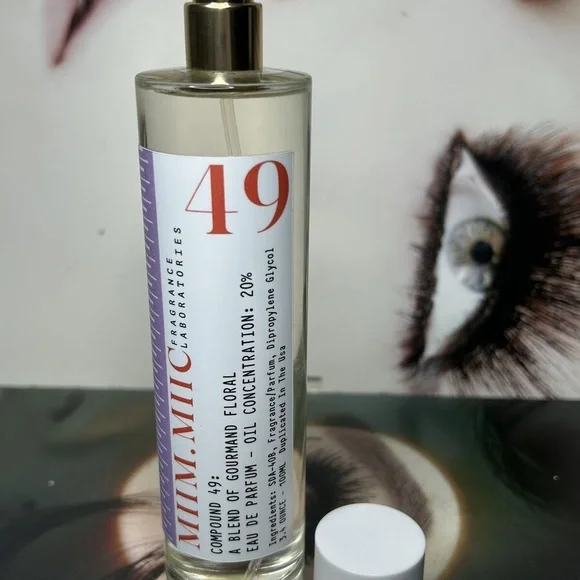 49
FRAGRANCE
LABORATORIES
MIIM.MIIC
COMPOUND 49:
A BLEND OF GOURMAND FLORAL
EAU DE PARFUM - OIL CONCENTRATION: 20%
Ingredients: SDA-40B, Fragrance/Parfum, Dipropylene Glycol
3.4 OUNCE - 100ML Duplicated In The Usa